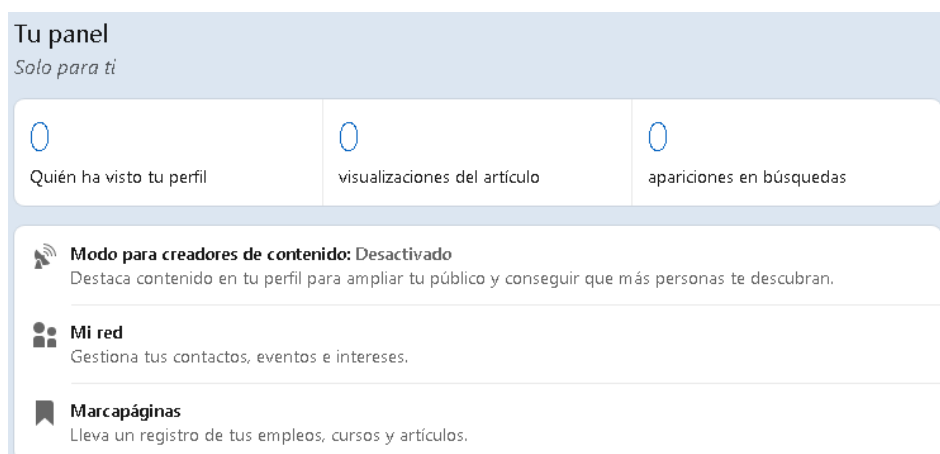 Tu panel
Solo para ti
0
0
0
Quién ha visto tu perfil
visualizaciones del artículo
apariciones en búsquedas
Modo para creadores de contenido: Desactivado
Destaca contenido en tu perfil para ampliar tu público y conseguir que más personas te descubran.
Mi red
Gestiona tus contactos, eventos e intereses.
Marcapáginas
Lleva un registro de tus empleos, cursos y artículos.